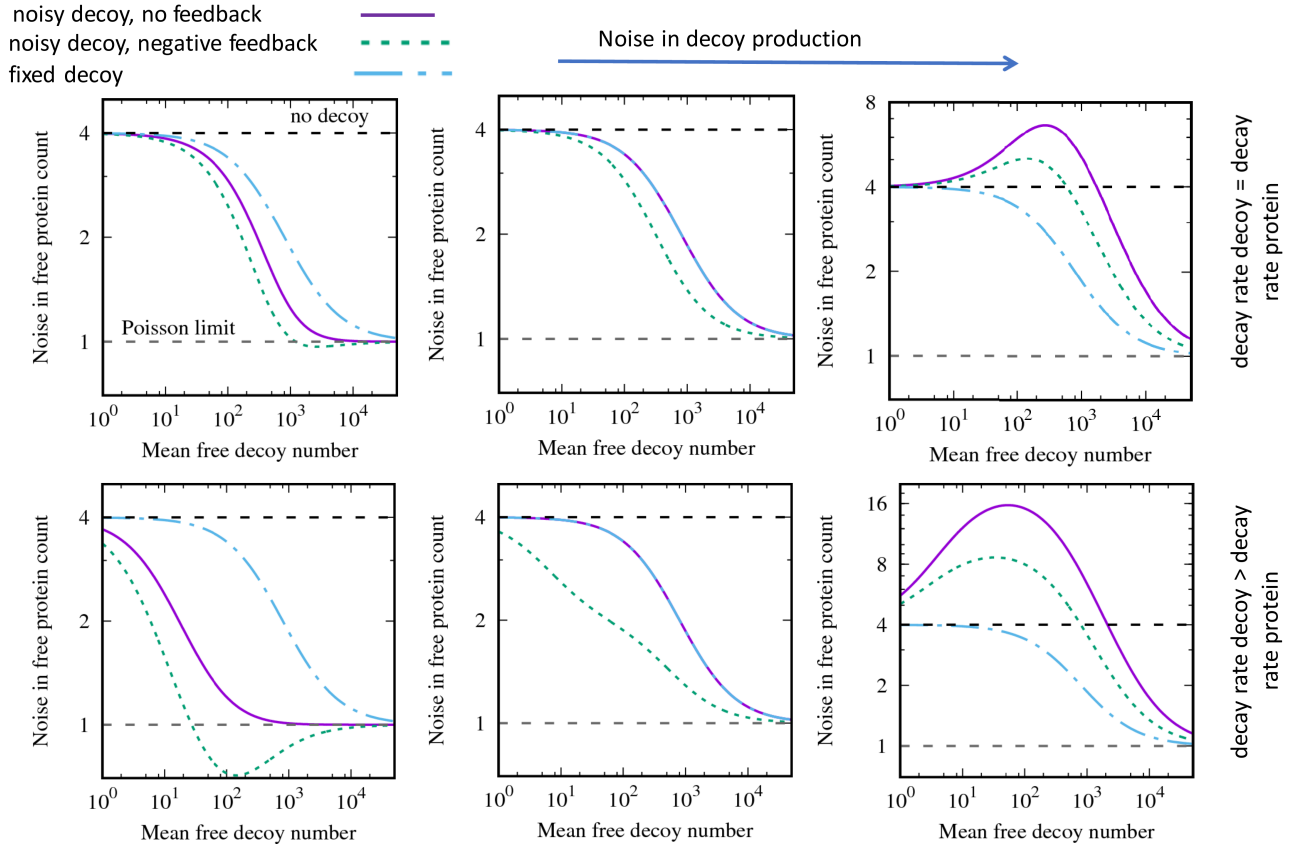 noisy decoy, no feedback
noisy decoy, negative feedback
fixed decoy
Noise in decoy production
Noise in free protein count
4
2
1
no decoy
Poisson limit
10^0 10^1 10^2 10^3 10^4
Mean free decoy number
Noise in free protein count
4
2
1
10^0 10^1 10^2 10^3 10^4
Mean free decoy number
Noise in free protein count
8
4
2
1
10^0 10^1 10^2 10^3 10^4
Mean free decoy number
decay rate decoy = decay
rate protein
Noise in free protein count
4
2
1
10^0 10^1 10^2 10^3 10^4
Mean free decoy number
Noise in free protein count
4
2
1
10^0 10^1 10^2 10^3 10^4
Mean free decoy number
Noise in free protein count
16
8
4
2
1
10^0 10^1 10^2 10^3 10^4
Mean free decoy number
decay rate decoy > decay
rate protein